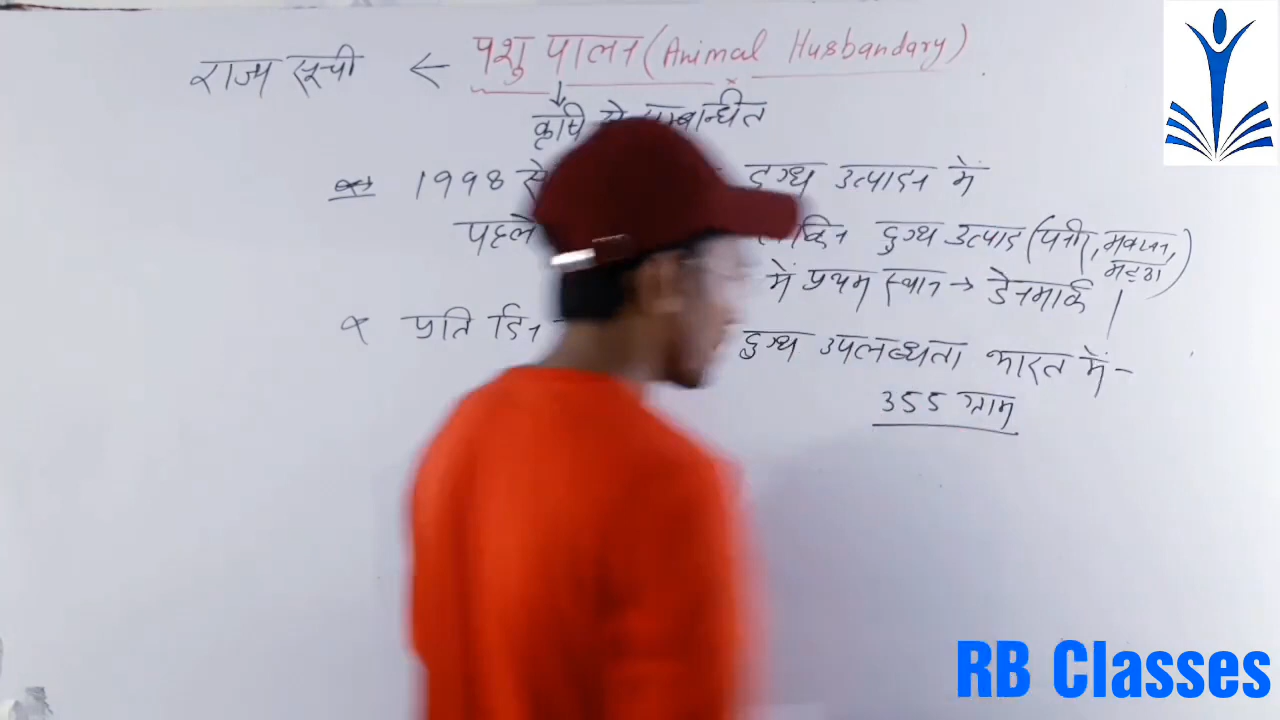 राज्य सूची ← पशु पालन (Animal Husbandary)
कृषि से सम्बान्धीत
1998 से दुग्ध उत्पादन में
पहले दुग्ध उत्पाद (पनीर, मक्खन,
मट्ठा)
में प्रथम स्थान → डेनमार्क
प्रति दिन दुग्ध उपलब्धता भारत में -
355 ग्राम
RB Classes